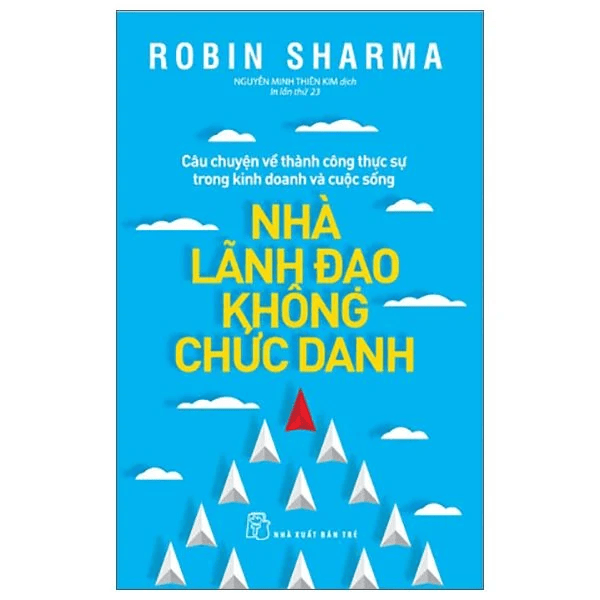 ROBIN SHARMA
NGUYỄN MINH THIÊN KIM dịch
In lần thứ 23
Câu chuyện về thành công thực sự
trong kinh doanh và cuộc sống
NHÀ
LÃNH ĐẠO
KHÔNG
CHỨC DANH
NHÀ XUẤT BẢN TRẺ